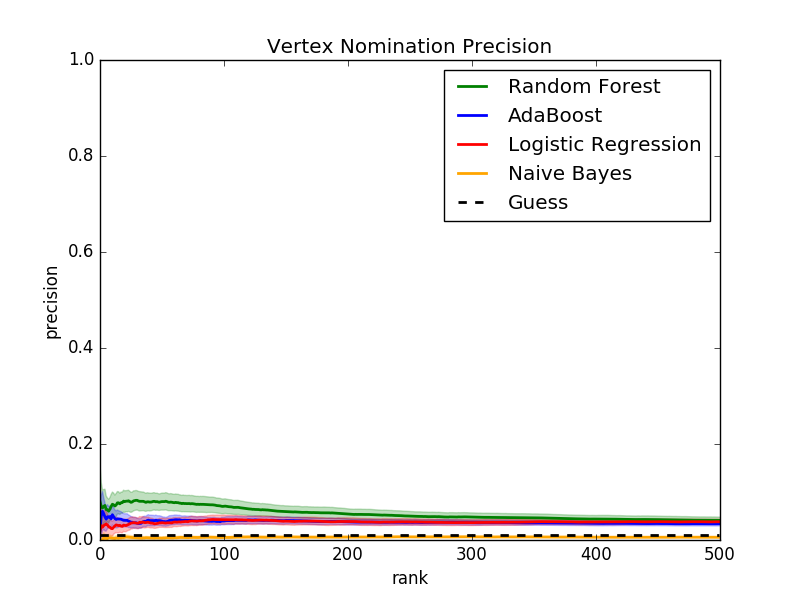 Vertex Nomination Precision
1.0
0.8
0.6
0.4
0.2
0.0
precision
Random Forest
AdaBoost
Logistic Regression
Naive Bayes
Guess
0 100 200 300 400 500
rank